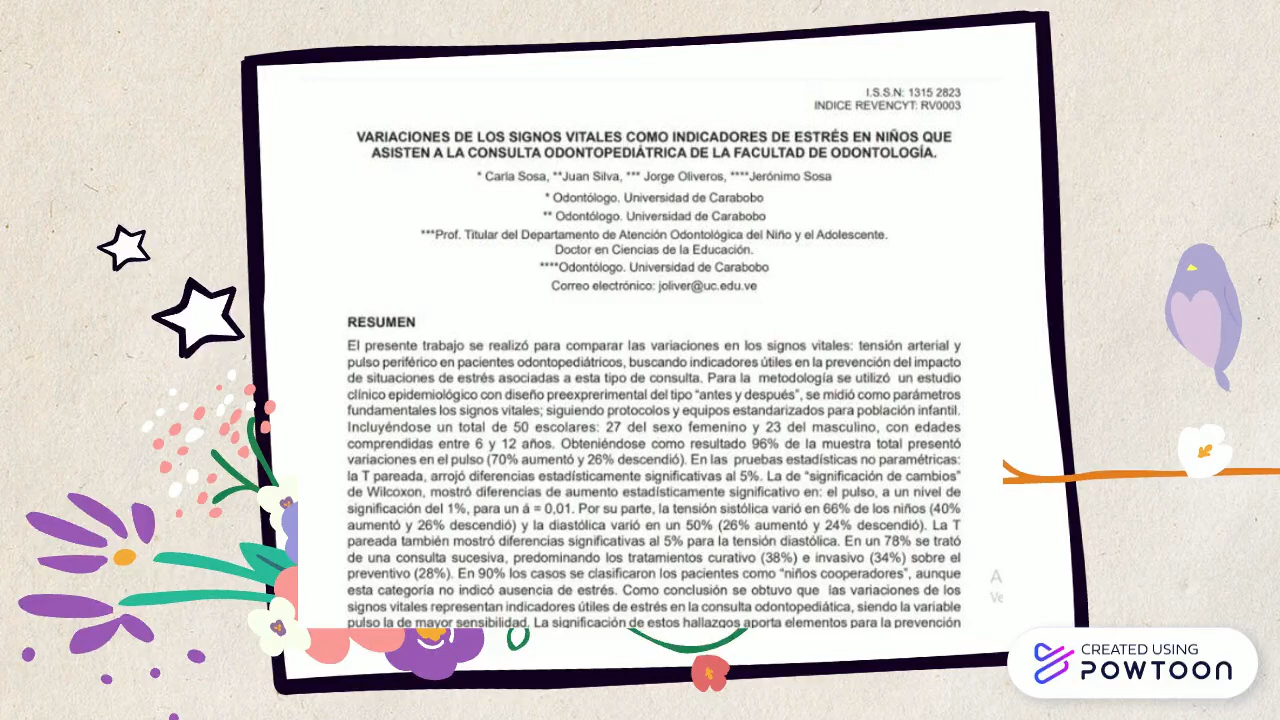 I.S.S.N: 1315 2823
INDICE REVENCYT: RV0003
VARIACIONES DE LOS SIGNOS VITALES COMO INDICADORES DE ESTRÉS EN NIÑOS QUE
ASISTEN A LA CONSULTA ODONTOPEDIÁTRICA DE LA FACULTAD DE ODONTOLOGÍA.
* Carla Sosa, **Juan Silva, *** Jorge Oliveros, ****Jerónimo Sosa
* Odontólogo. Universidad de Carabobo
** Odontólogo. Universidad de Carabobo
***Prof. Titular del Departamento de Atención Odontológica del Niño y el Adolescente.
Doctor en Ciencias de la Educación.
****Odontólogo. Universidad de Carabobo
Correo electrónico: joliver@uc.edu.ve
RESUMEN
El presente trabajo se realizó para comparar las variaciones en los signos vitales: tensión arterial y
pulso periférico en pacientes odontopediátricos, buscando indicadores útiles en la prevención del impacto
de situaciones de estrés asociadas a esta tipo de consulta. Para la metodología se utilizó un estudio
clínico epidemiológico con diseño preexprerimental del tipo “antes y después”, se midió como parámetros
fundamentales los signos vitales; siguiendo protocolos y equipos estandarizados para población infantil.
Incluyéndose un total de 50 escolares: 27 del sexo femenino y 23 del masculino, con edades
comprendidas entre 6 y 12 años. Obteniéndose como resultado 96% de la muestra total presentó
variaciones en el pulso (70% aumentó y 26% descendió). En las pruebas estadísticas no paramétricas:
la T pareada, arrojó diferencias estadísticamente significativas al 5%. La de “significación de cambios”
de Wilcoxon, mostró diferencias de aumento estadísticamente significativo en: el pulso, a un nivel de
significación del 1%, para un á = 0,01. Por su parte, la tensión sistólica varió en 66% de los niños (40%
aumentó y 26% descendió) y la diastólica varió en un 50% (26% aumentó y 24% descendió). La T
pareada también mostró diferencias significativas al 5% para la tensión diastólica. En un 78% se trató
de una consulta sucesiva, predominando los tratamientos curativo (38%) e invasivo (34%) sobre el
preventivo (28%). En 90% los casos se clasificaron los pacientes como “niños cooperadores”, aunque
esta categoría no indicó ausencia de estrés. Como conclusión se obtuvo que las variaciones de los
signos vitales representan indicadores útiles de estrés en la consulta odontopediática, siendo la variable
pulso la de mayor sensibilidad. La significación de estos hallazgos aporta elementos para la prevención
A
Ve
CREATED USING
POWTOON